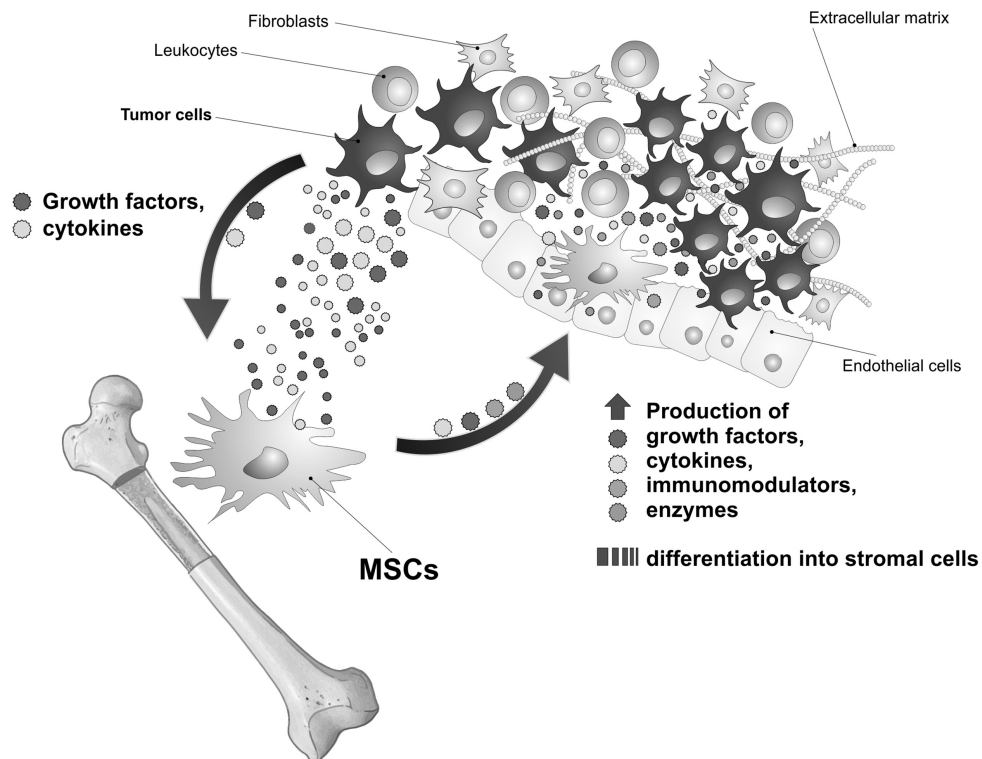 Fibroblasts
Extracellular matrix
Leukocytes
Tumor cells
Growth factors,
cytokines
Endothelial cells
Production of
growth factors,
cytokines,
immunomodulators,
enzymes
differentiation into stromal cells
MSCs